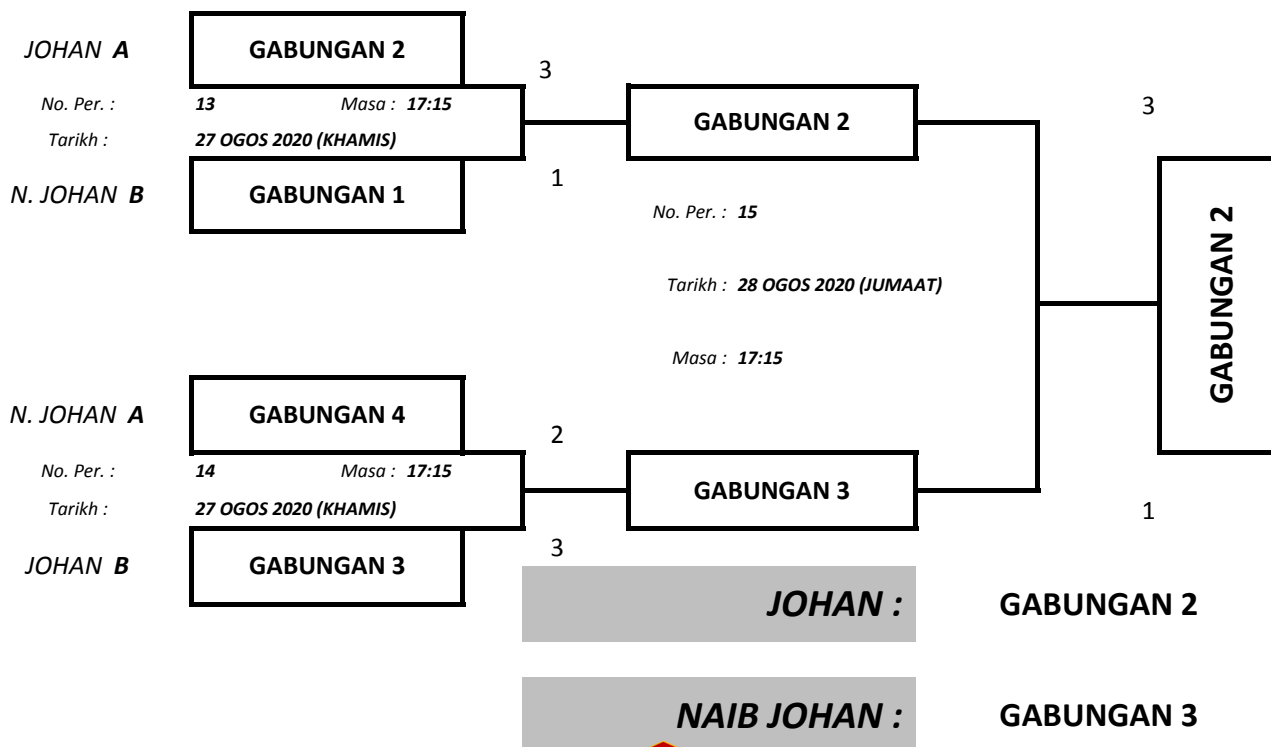 JOHAN A GABUNGAN 2
3
No. Per. : 13 Masa : 17:15
Tarikh : 27 OGOS 2020 (KHAMIS)
GABUNGAN 2
3
N. JOHAN B GABUNGAN 1
1
No. Per. : 15
Tarikh : 28 OGOS 2020 (JUMAAT)
Masa : 17:15
GABUNGAN 2
N. JOHAN A GABUNGAN 4
2
No. Per. : 14 Masa : 17:15
Tarikh : 27 OGOS 2020 (KHAMIS)
GABUNGAN 3
1
JOHAN B GABUNGAN 3
3
JOHAN : GABUNGAN 2
NAIB JOHAN : GABUNGAN 3